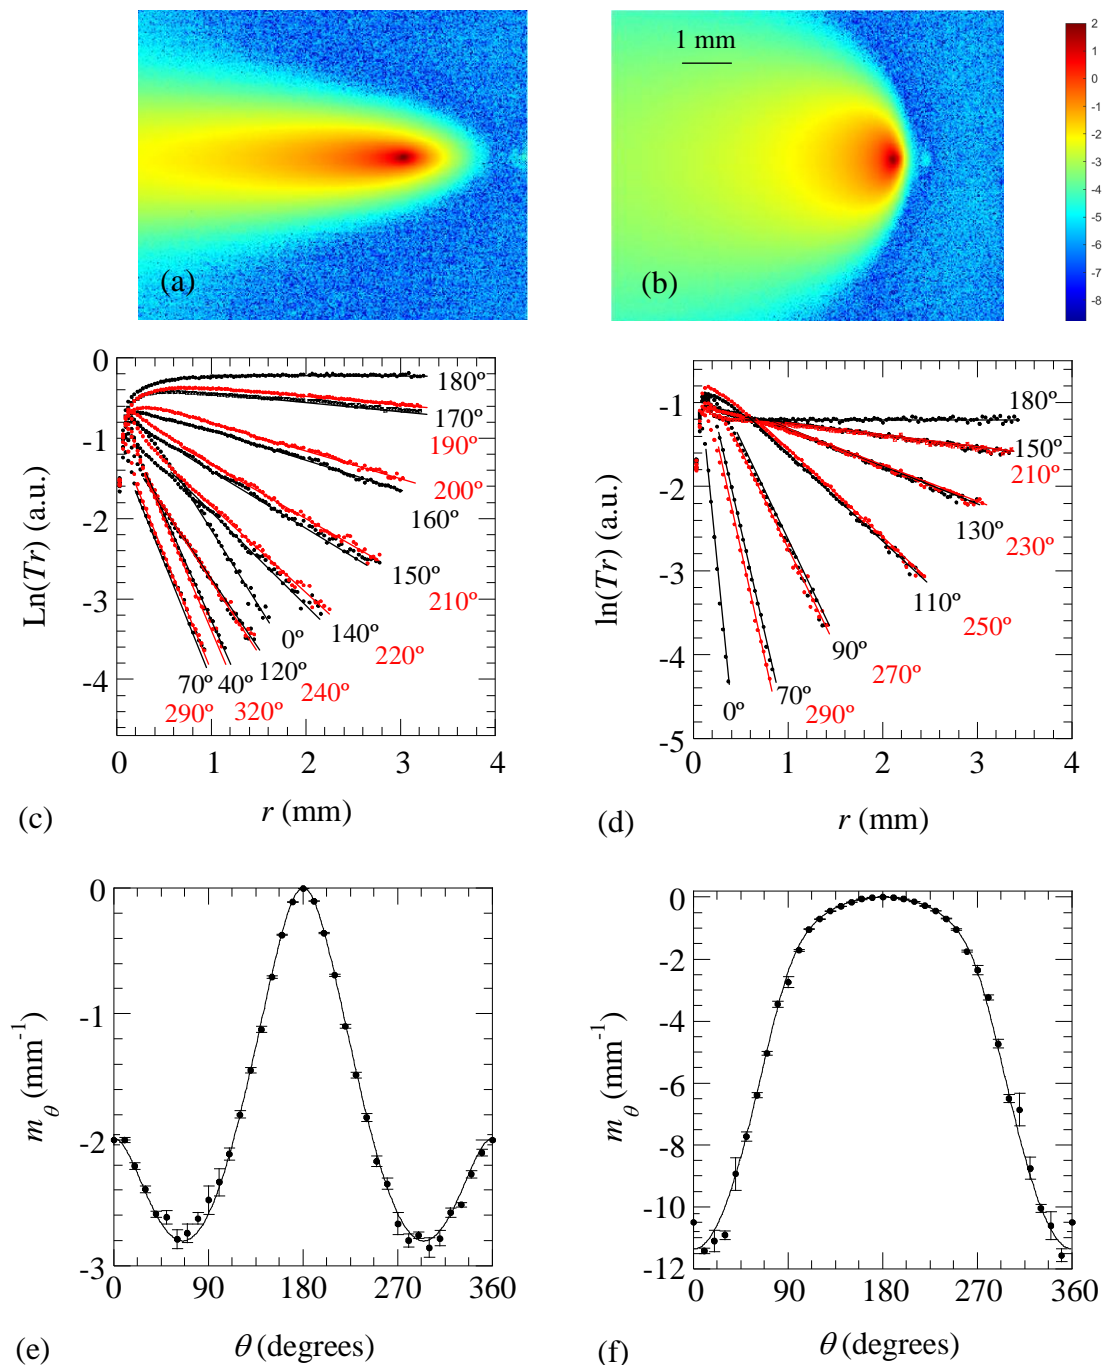 1 mm
2
1
0
-1
-2
-3
-4
-5
-6
-7
-8
(a)
(b)
0
-1
-2
-3
-4
Ln(Tr) (a.u.)
180º
170º
190º
200º
160º
150º
210º
0º
140º
220º
120º
240º
70º
40º
290º
320º
0 1 2 3 4
r (mm)
(c)
-1
-2
-3
-4
-5
ln(Tr) (a.u.)
180º
150º
210º
130º
230º
110º
250º
90º
270º
70º
0º
290º
0 1 2 3 4
r (mm)
(d)
0
-1
-2
-3
mθ (mm-1)
0 90 180 270 360
θ (degrees)
(e)
0
-2
-4
-6
-8
-10
-12
mθ (mm-1)
0 90 180 270 360
θ (degrees)
(f)